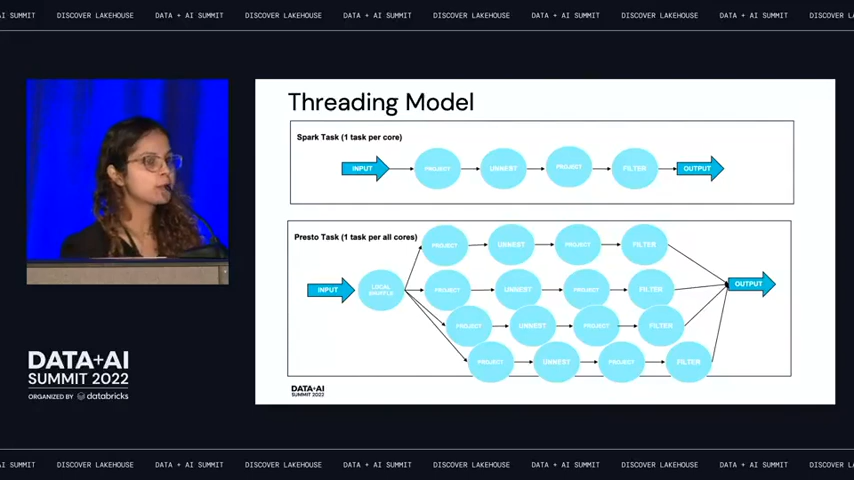 AI SUMMIT DISCOVER LAKEHOUSE DATA + AI SUMMIT DISCOVER LAKEHOUSE DATA + AI SUMMIT DISCOVER LAKEHOUSE DATA + AI SUMMIT DISCOVER LAKEHOUSE DATA + AI SUMMIT DISCOVER L
Threading Model
Spark Task (1 task per core)
INPUT PROJECT UNNEST PROJECT FILTER OUTPUT
Presto Task (1 task per all cores)
PROJECT UNNEST PROJECT FILTER
INPUT LOCAL SHUFFLE PROJECT UNNEST PROJECT FILTER OUTPUT
PROJECT UNNEST PROJECT FILTER
PROJECT UNNEST PROJECT FILTER
DATA+AI
SUMMIT 2022
DATA+AI
SUMMIT 2022
ORGANIZED BY databricks
AI SUMMIT DISCOVER LAKEHOUSE DATA + AI SUMMIT DISCOVER LAKEHOUSE DATA + AI SUMMIT DISCOVER LAKEHOUSE DATA + AI SUMMIT DISCOVER LAKEHOUSE DATA + AI SUMMIT DISCOVER L